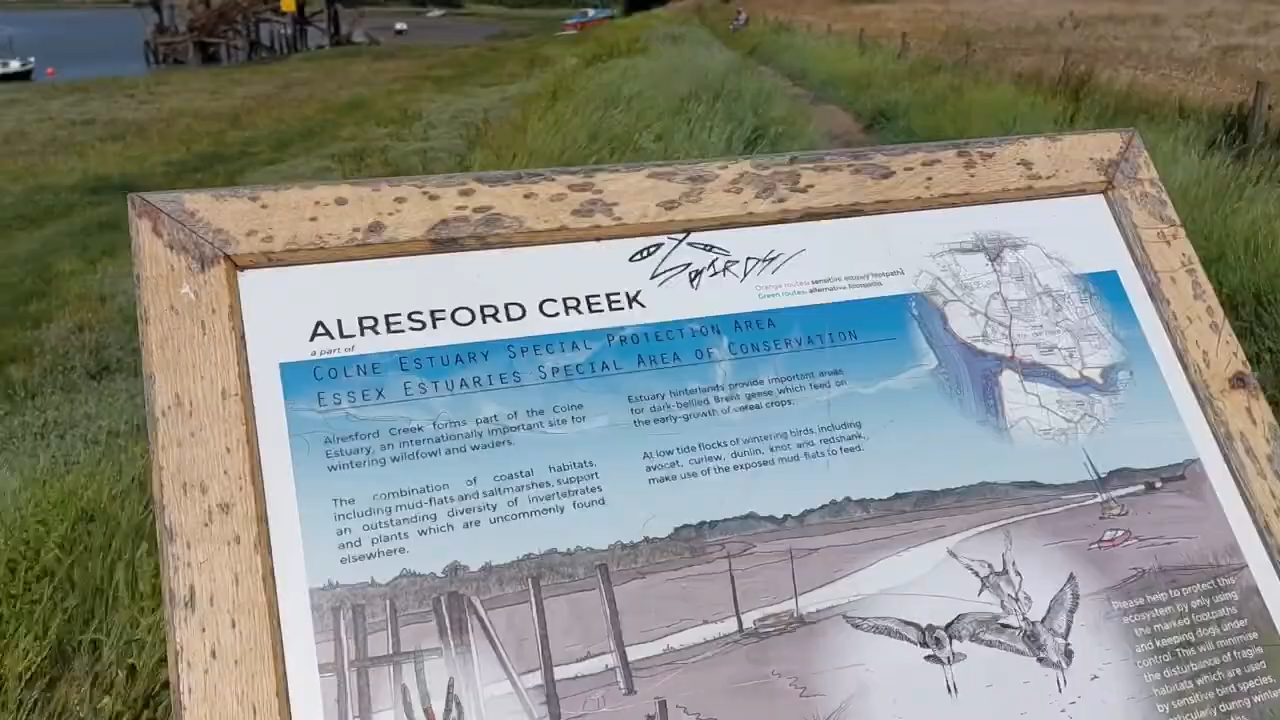 BIRDS
Orange routes: sensitive estuary footpaths
Green routes: alternative footpaths
ALRESFORD CREEK
a part of
COLNE ESTUARY SPECIAL PROTECTION AREA
ESSEX ESTUARIES SPECIAL AREA OF CONSERVATION
Alresford Creek forms part of the Colne
Estuary, an internationally important site for
wintering wildfowl and waders.
The combination of coastal habitats,
including mud-flats and saltmarshes, support
an outstanding diversity of invertebrates
and plants which are uncommonly found
elsewhere.
Estuary hinterlands provide important areas
for dark-bellied Brent geese which feed on
the early-growth of cereal crops.
At low tide flocks of wintering birds, including
avocet, curlew, dunlin, knot and redshank,
make use of the exposed mud-flats to feed.
Please help to protect this
ecosystem by only using
the marked footpaths
and keeping dogs under
control. This will minimise
the disturbance of fragile
habitats which are used
by sensitive bird species,
during